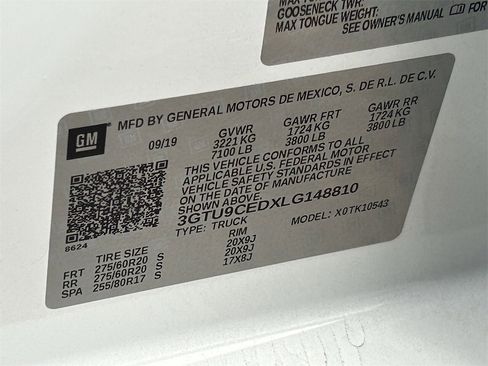 MAX TO
GOOSENECK TWR:
MAX TONGUE WEIGHT:
SEE OWNER'S MANUAL FOR
GM
MFD BY GENERAL MOTORS DE MEXICO, S. DE R.L. DE C.V.
09/19 GVWR GAWR FRT GAWR RR
3221 KG 1724 KG 1724 KG
7100 LB 3800 LB 3800 LB
THIS VEHICLE CONFORMS TO ALL
APPLICABLE U.S. FEDERAL MOTOR
VEHICLE SAFETY STANDARDS IN EFFECT
ON THE DATE OF MANUFACTURE
3GTU9CEDXLG148810
TYPE: TRUCK MODEL: X0TK10543
8624
TIRE SIZE RIM
FRT 275/60R20 S 20X9J
RR 275/60R20 S 20X9J
SPA 255/80R17 S 17X8J